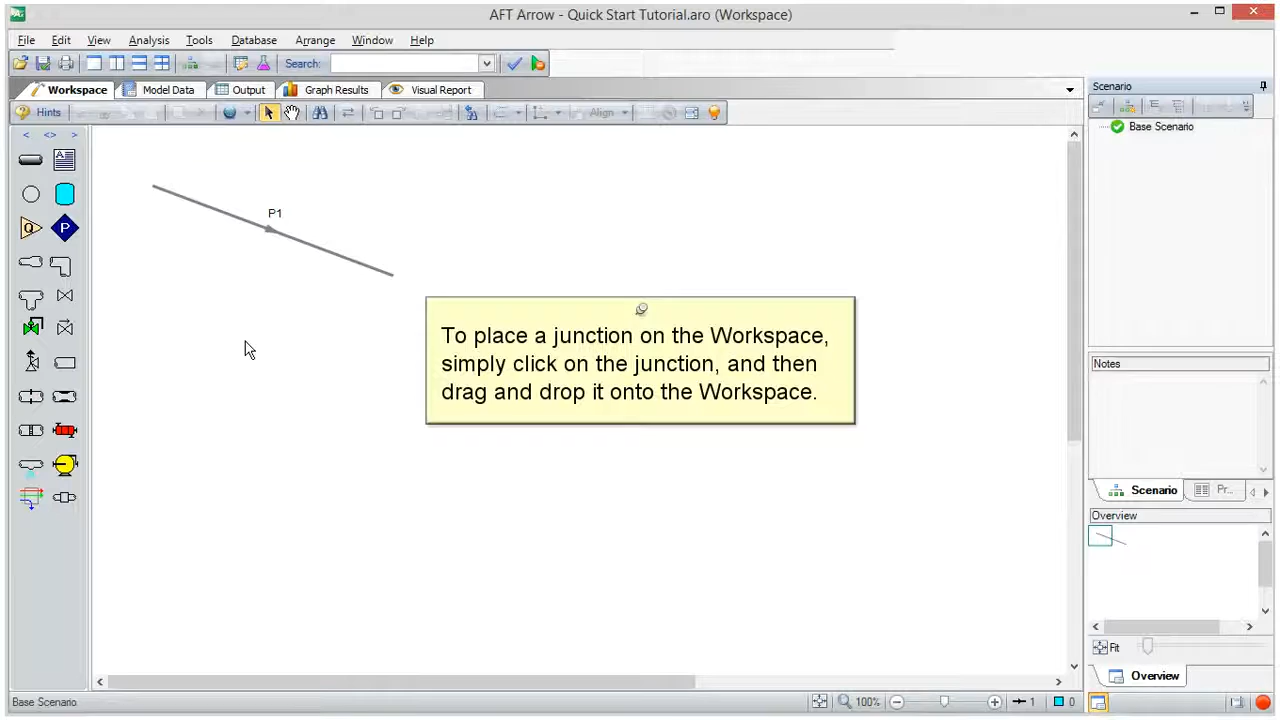 AFT Arrow - Quick Start Tutorial.aro (Workspace)
File Edit View Analysis Tools Database Arrange Window Help
Search:
Workspace Model Data Output Graph Results Visual Report
Hints Align
< <> >
A
Q P
P1
To place a junction on the Workspace,
simply click on the junction, and then
drag and drop it onto the Workspace.
Scenario
Base Scenario
Notes
Scenario Pr...
Overview
Fit
Overview
Base Scenario
100% 1 0